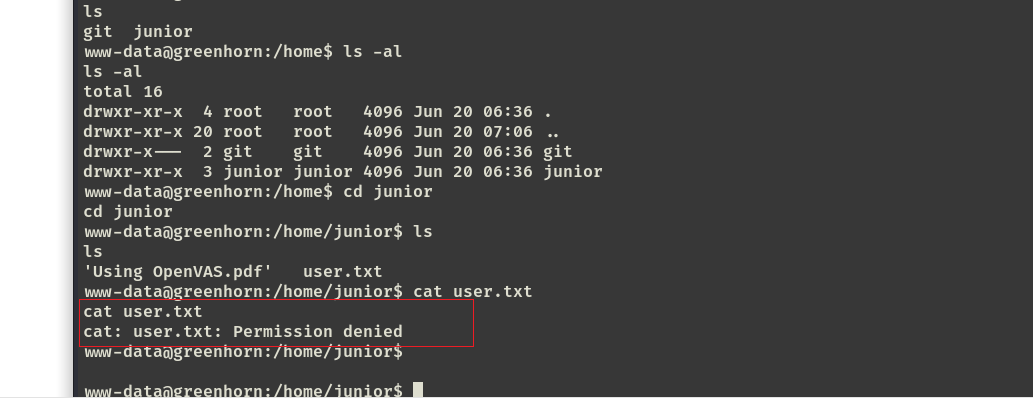 ls
git  junior
www-data@greenhorn:/home$ ls -al
ls -al
total 16
drwxr-xr-x  4 root   root   4096 Jun 20 06:36 .
drwxr-xr-x 20 root   root   4096 Jun 20 07:06 ..
drwxr-x---  2 git    git    4096 Jun 20 06:36 git
drwxr-xr-x  3 junior junior 4096 Jun 20 06:36 junior
www-data@greenhorn:/home$ cd junior
cd junior
www-data@greenhorn:/home/junior$ ls
ls
'Using OpenVAS.pdf'   user.txt
www-data@greenhorn:/home/junior$ cat user.txt
cat user.txt
cat: user.txt: Permission denied
www-data@greenhorn:/home/junior$
www-data@greenhorn:/home/junior$